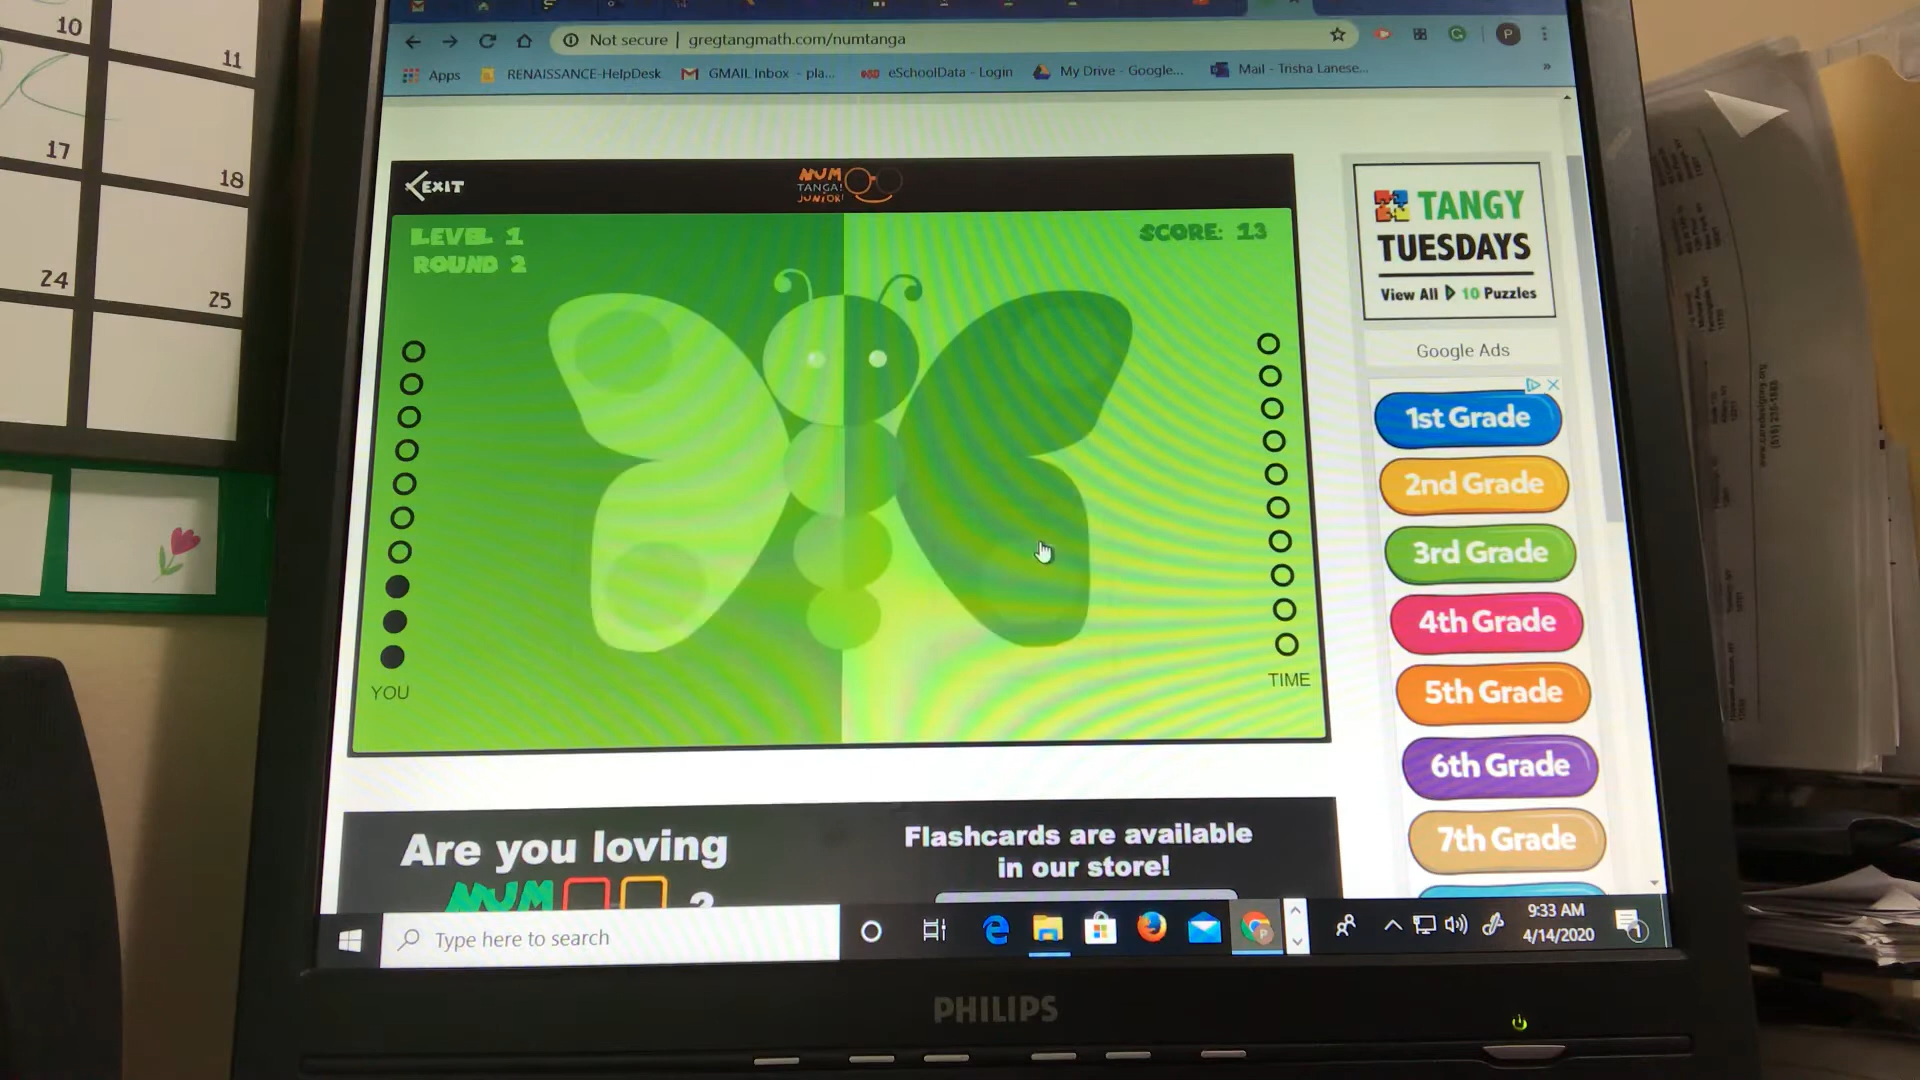 10
11
17
18
24
25
Not secure | gregtangmath.com/numtanga
P
Apps
RENAISSANCE-HelpDesk
GMAIL Inbox - pla...
eSchoolData - Login
My Drive - Google...
Mail - Trisha Lanese...
»
EXIT
NUM
TANGA!
JUNIOR!
LEVEL 1
ROUND 2
SCORE: 13
YOU
TIME
TANGY
TUESDAYS
View All 10 Puzzles
Google Ads
1st Grade
2nd Grade
3rd Grade
4th Grade
5th Grade
6th Grade
7th Grade
Are you loving
NUM ?
Flashcards are available
in our store!
Type here to search
9:33 AM
4/14/2020
1
PHILIPS